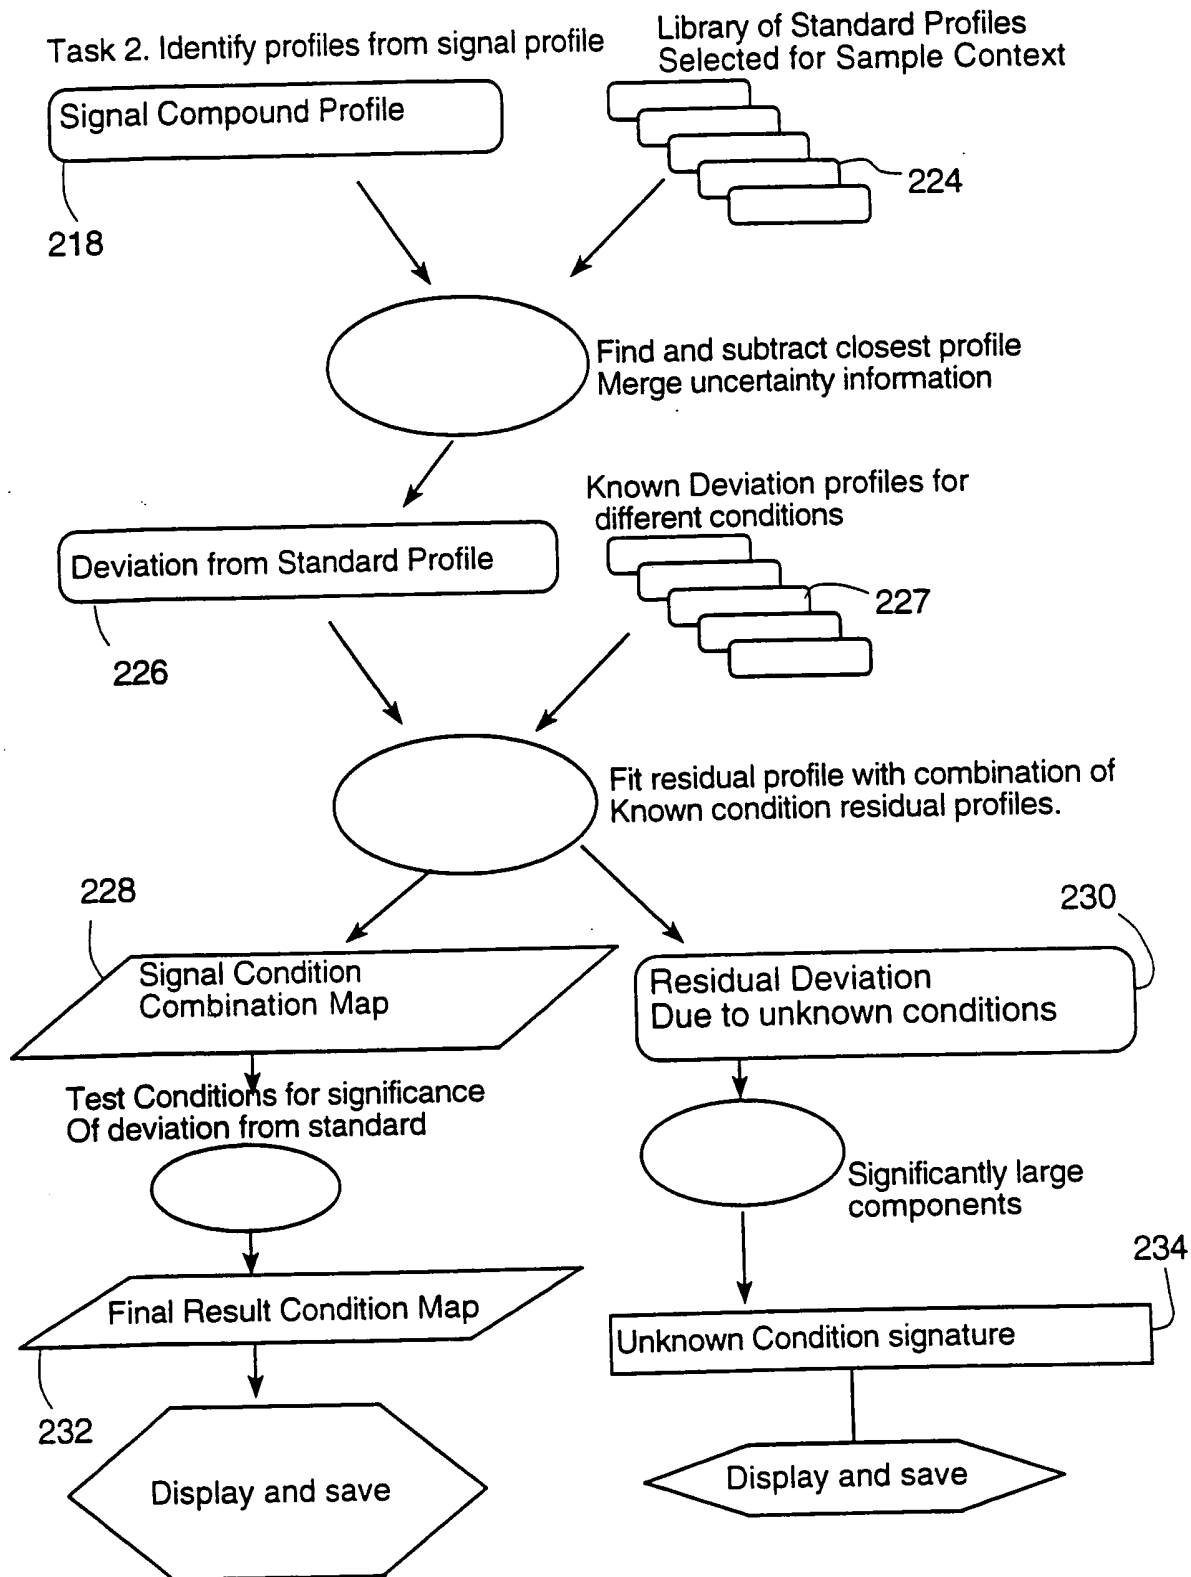 Task 2. Identify profiles from signal profile
Library of Standard Profiles
Selected for Sample Context
Signal Compound Profile
224
218
Find and subtract closest profile
Merge uncertainty information
Known Deviation profiles for
different conditions
Deviation from Standard Profile
227
226
Fit residual profile with combination of
Known condition residual profiles.
228
230
Signal Condition
Combination Map
Residual Deviation
Due to unknown conditions
Test Conditions for significance
Of deviation from standard
Significantly large
components
234
Final Result Condition Map
Unknown Condition signature
232
Display and save
Display and save